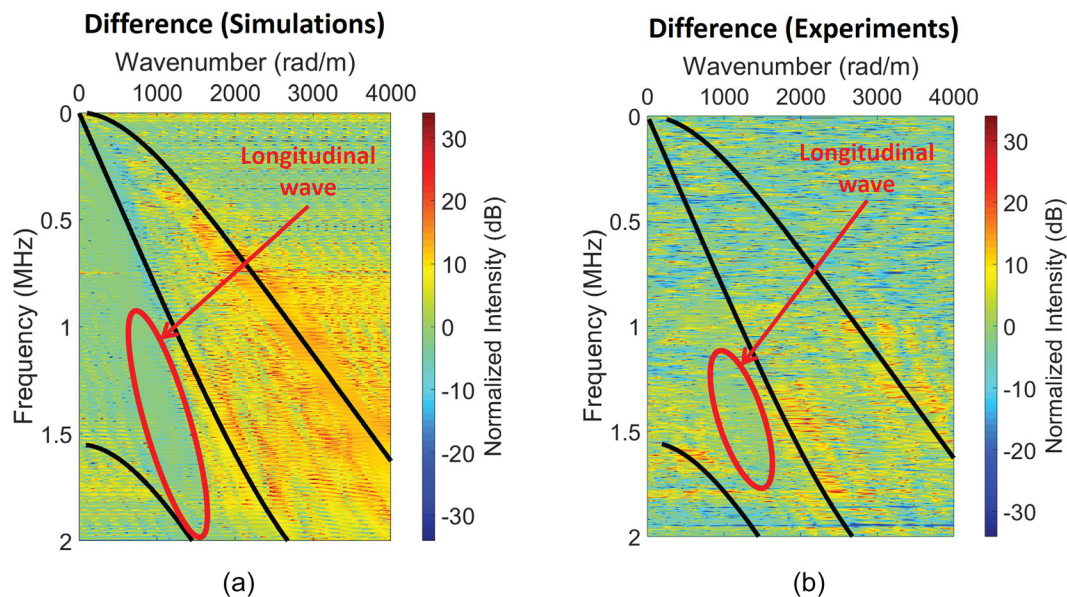 Difference (Simulations)
Wavenumber (rad/m)
0 1000 2000 3000 4000
0
0.5
1
1.5
2
Frequency (MHz)
Longitudinal
wave
30
20
10
0
-10
-20
-30
Normalized Intensity (dB)
(a)
Difference (Experiments)
Wavenumber (rad/m)
0 1000 2000 3000 4000
0
0.5
1
1.5
2
Frequency (MHz)
Longitudinal
wave
30
20
10
0
-10
-20
-30
Normalized Intensity (dB)
(b)